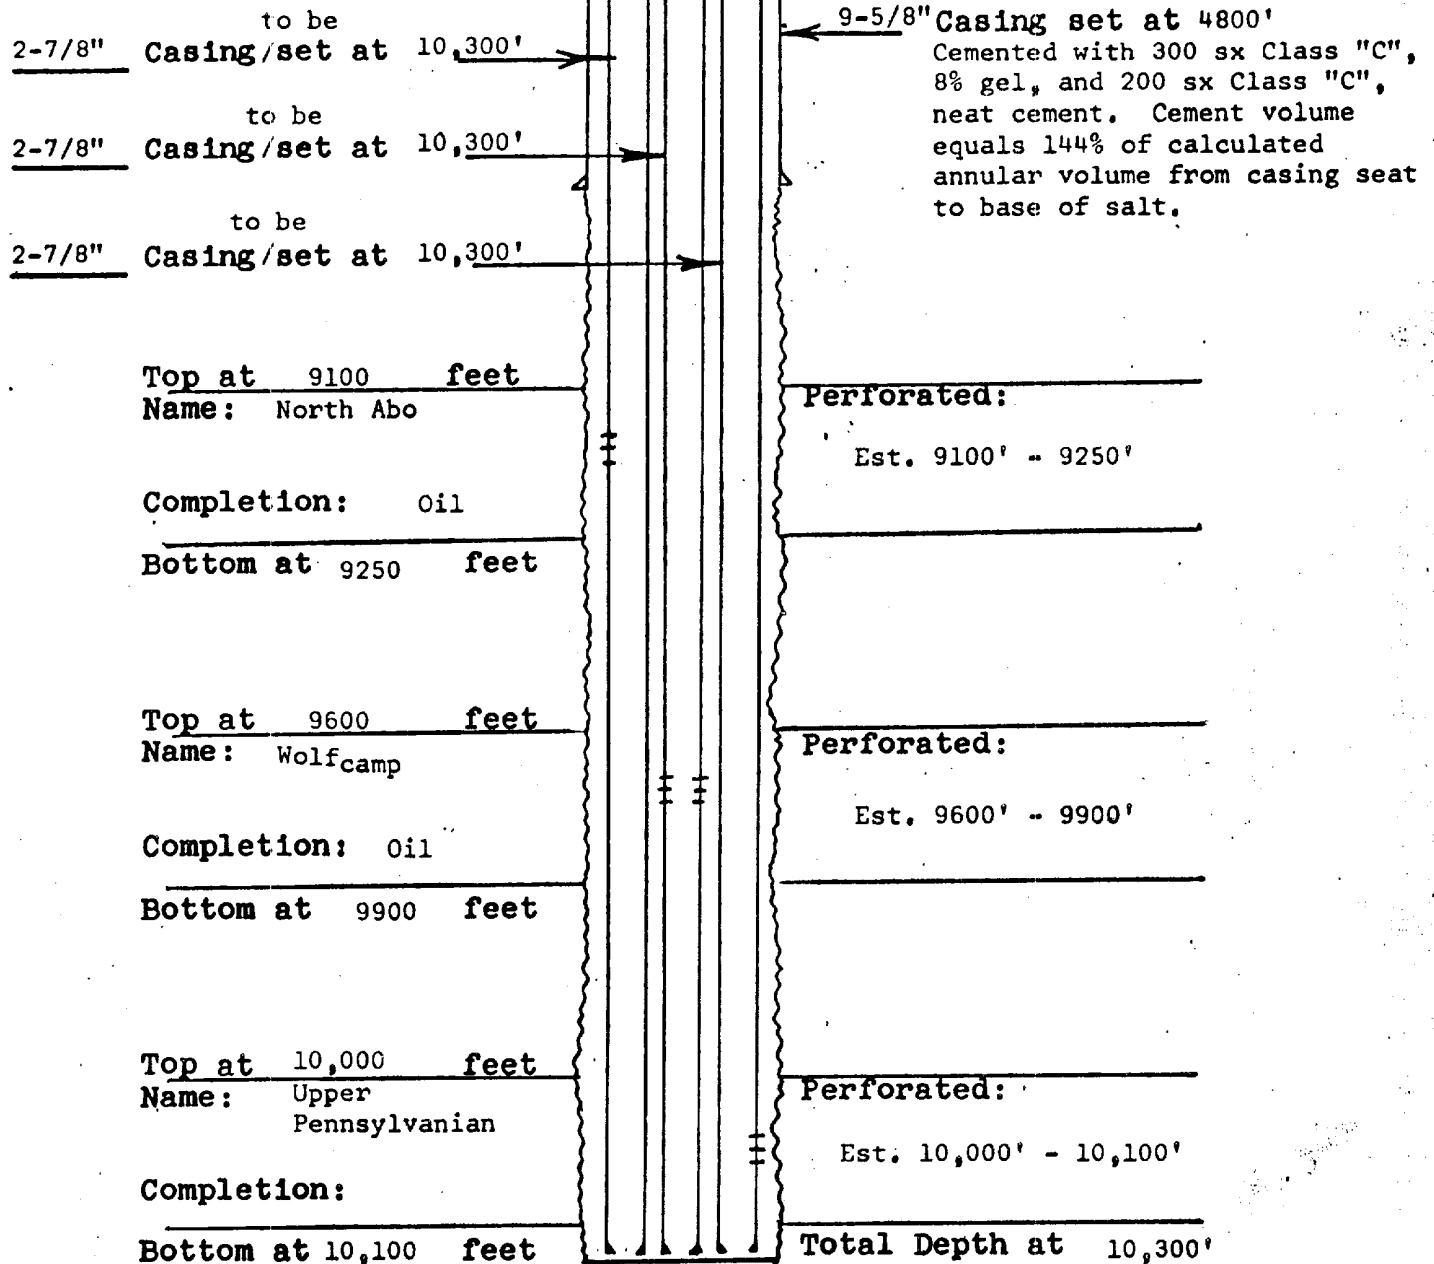 to be
2-7/8" Casing/set at 10,300'
to be
2-7/8" Casing/set at 10,300'
to be
2-7/8" Casing/set at 10,300'
9-5/8" Casing set at 4800'
Cemented with 300 sx Class "C",
8% gel, and 200 sx Class "C",
neat cement. Cement volume
equals 144% of calculated
annular volume from casing seat
to base of salt.
Top at 9100 feet
Name: North Abo
Perforated:
Est. 9100' - 9250'
Completion: Oil
Bottom at 9250 feet
Top at 9600 feet
Name: Wolfcamp
Perforated:
Est. 9600' - 9900'
Completion: Oil
Bottom at 9900 feet
Top at 10,000 feet
Name: Upper
Pennsylvanian
Perforated:
Est. 10,000' - 10,100'
Completion:
Bottom at 10,100 feet
Total Depth at 10,300'